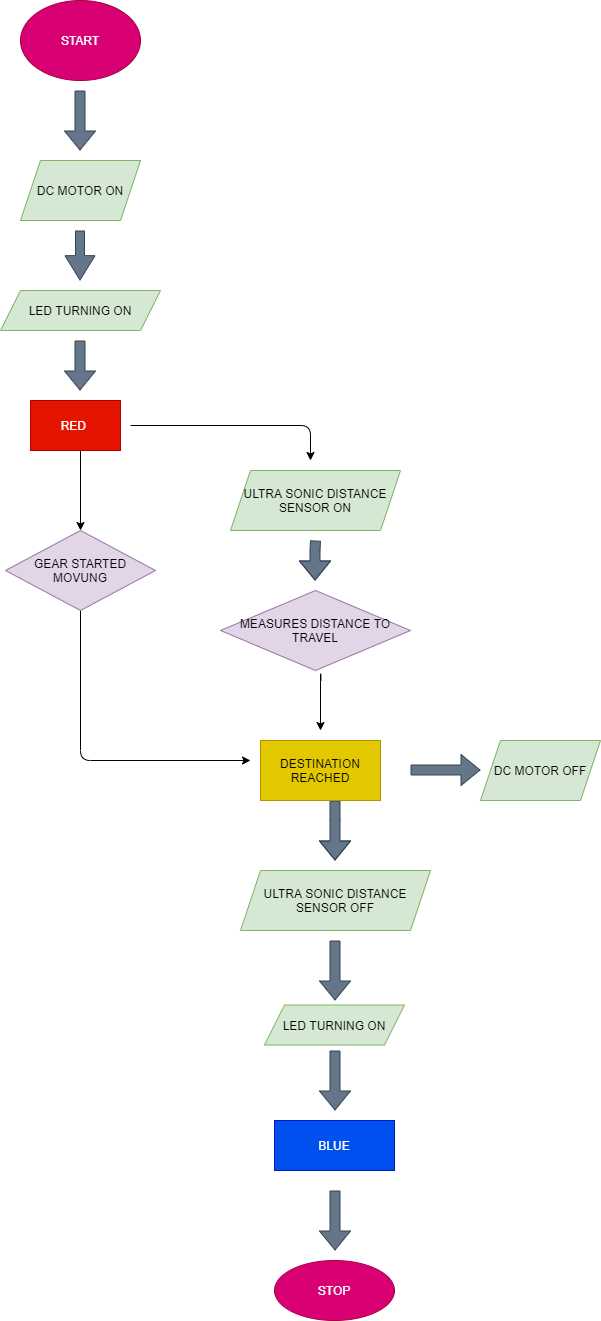 START
DC MOTOR ON
LED TURNING ON
RED
ULTRA SONIC DISTANCE
SENSOR ON
GEAR STARTED
MOVUNG
MEASURES DISTANCE TO
TRAVEL
DESTINATION
REACHED
DC MOTOR OFF
ULTRA SONIC DISTANCE
SENSOR OFF
LED TURNING ON
BLUE
STOP